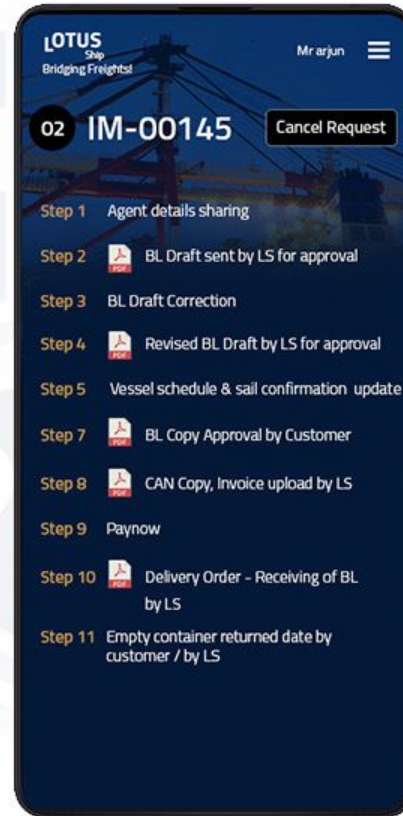 LOTUS
Ship
Bridging Freights!
Mr arjun
02 IM-00145
Cancel Request
Step 1 Agent details sharing
Step 2 PDF BL Draft sent by LS for approval
Step 3 BL Draft Correction
Step 4 PDF Revised BL Draft by LS for approval
Step 5 Vessel schedule & sail confirmation update
Step 7 PDF BL Copy Approval by Customer
Step 8 PDF CAN Copy, Invoice upload by LS
Step 9 Paynow
Step 10 PDF Delivery Order - Receiving of BL
by LS
Step 11 Empty container returned date by
customer / by LS